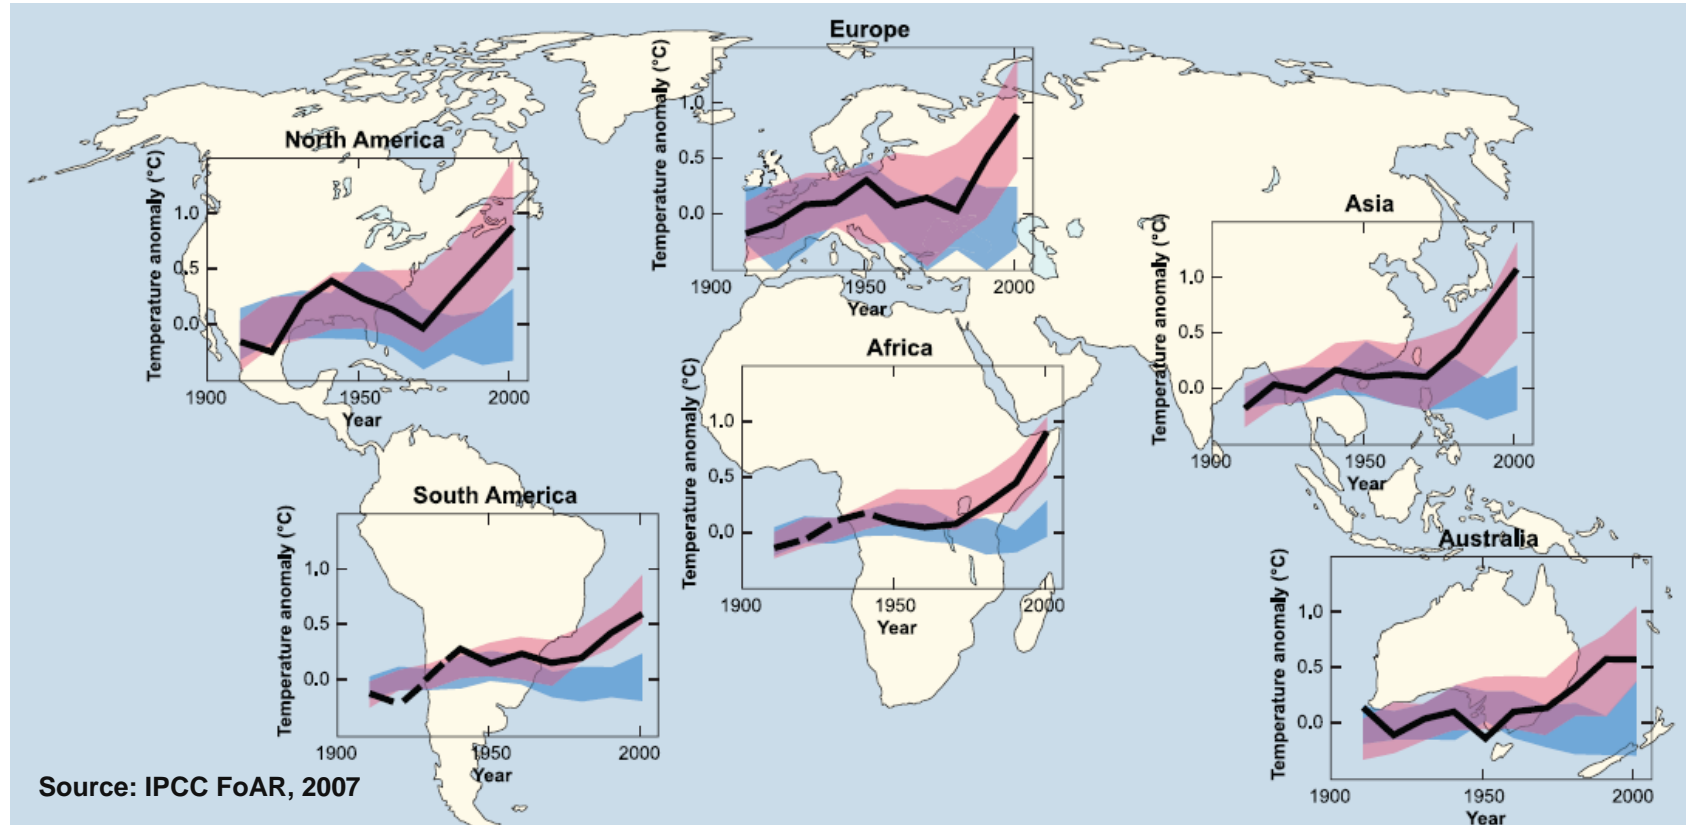 Europe
Temperature anomaly (°C)
1.0
0.5
0.0
1900
1950
2000
Year
North America
Temperature anomaly (°C)
1.0
0.5
0.0
1900
1950
2000
Year
Asia
Temperature anomaly (°C)
1.0
0.5
0.0
1900
1950
2000
Year
Africa
Temperature anomaly (°C)
1.0
0.5
0.0
1900
1950
2000
Year
South America
Temperature anomaly (°C)
1.0
0.5
0.0
1900
1950
2000
Year
Australia
Temperature anomaly (°C)
1.0
0.5
0.0
1900
1950
2000
Year
Source: IPCC FoAR, 2007